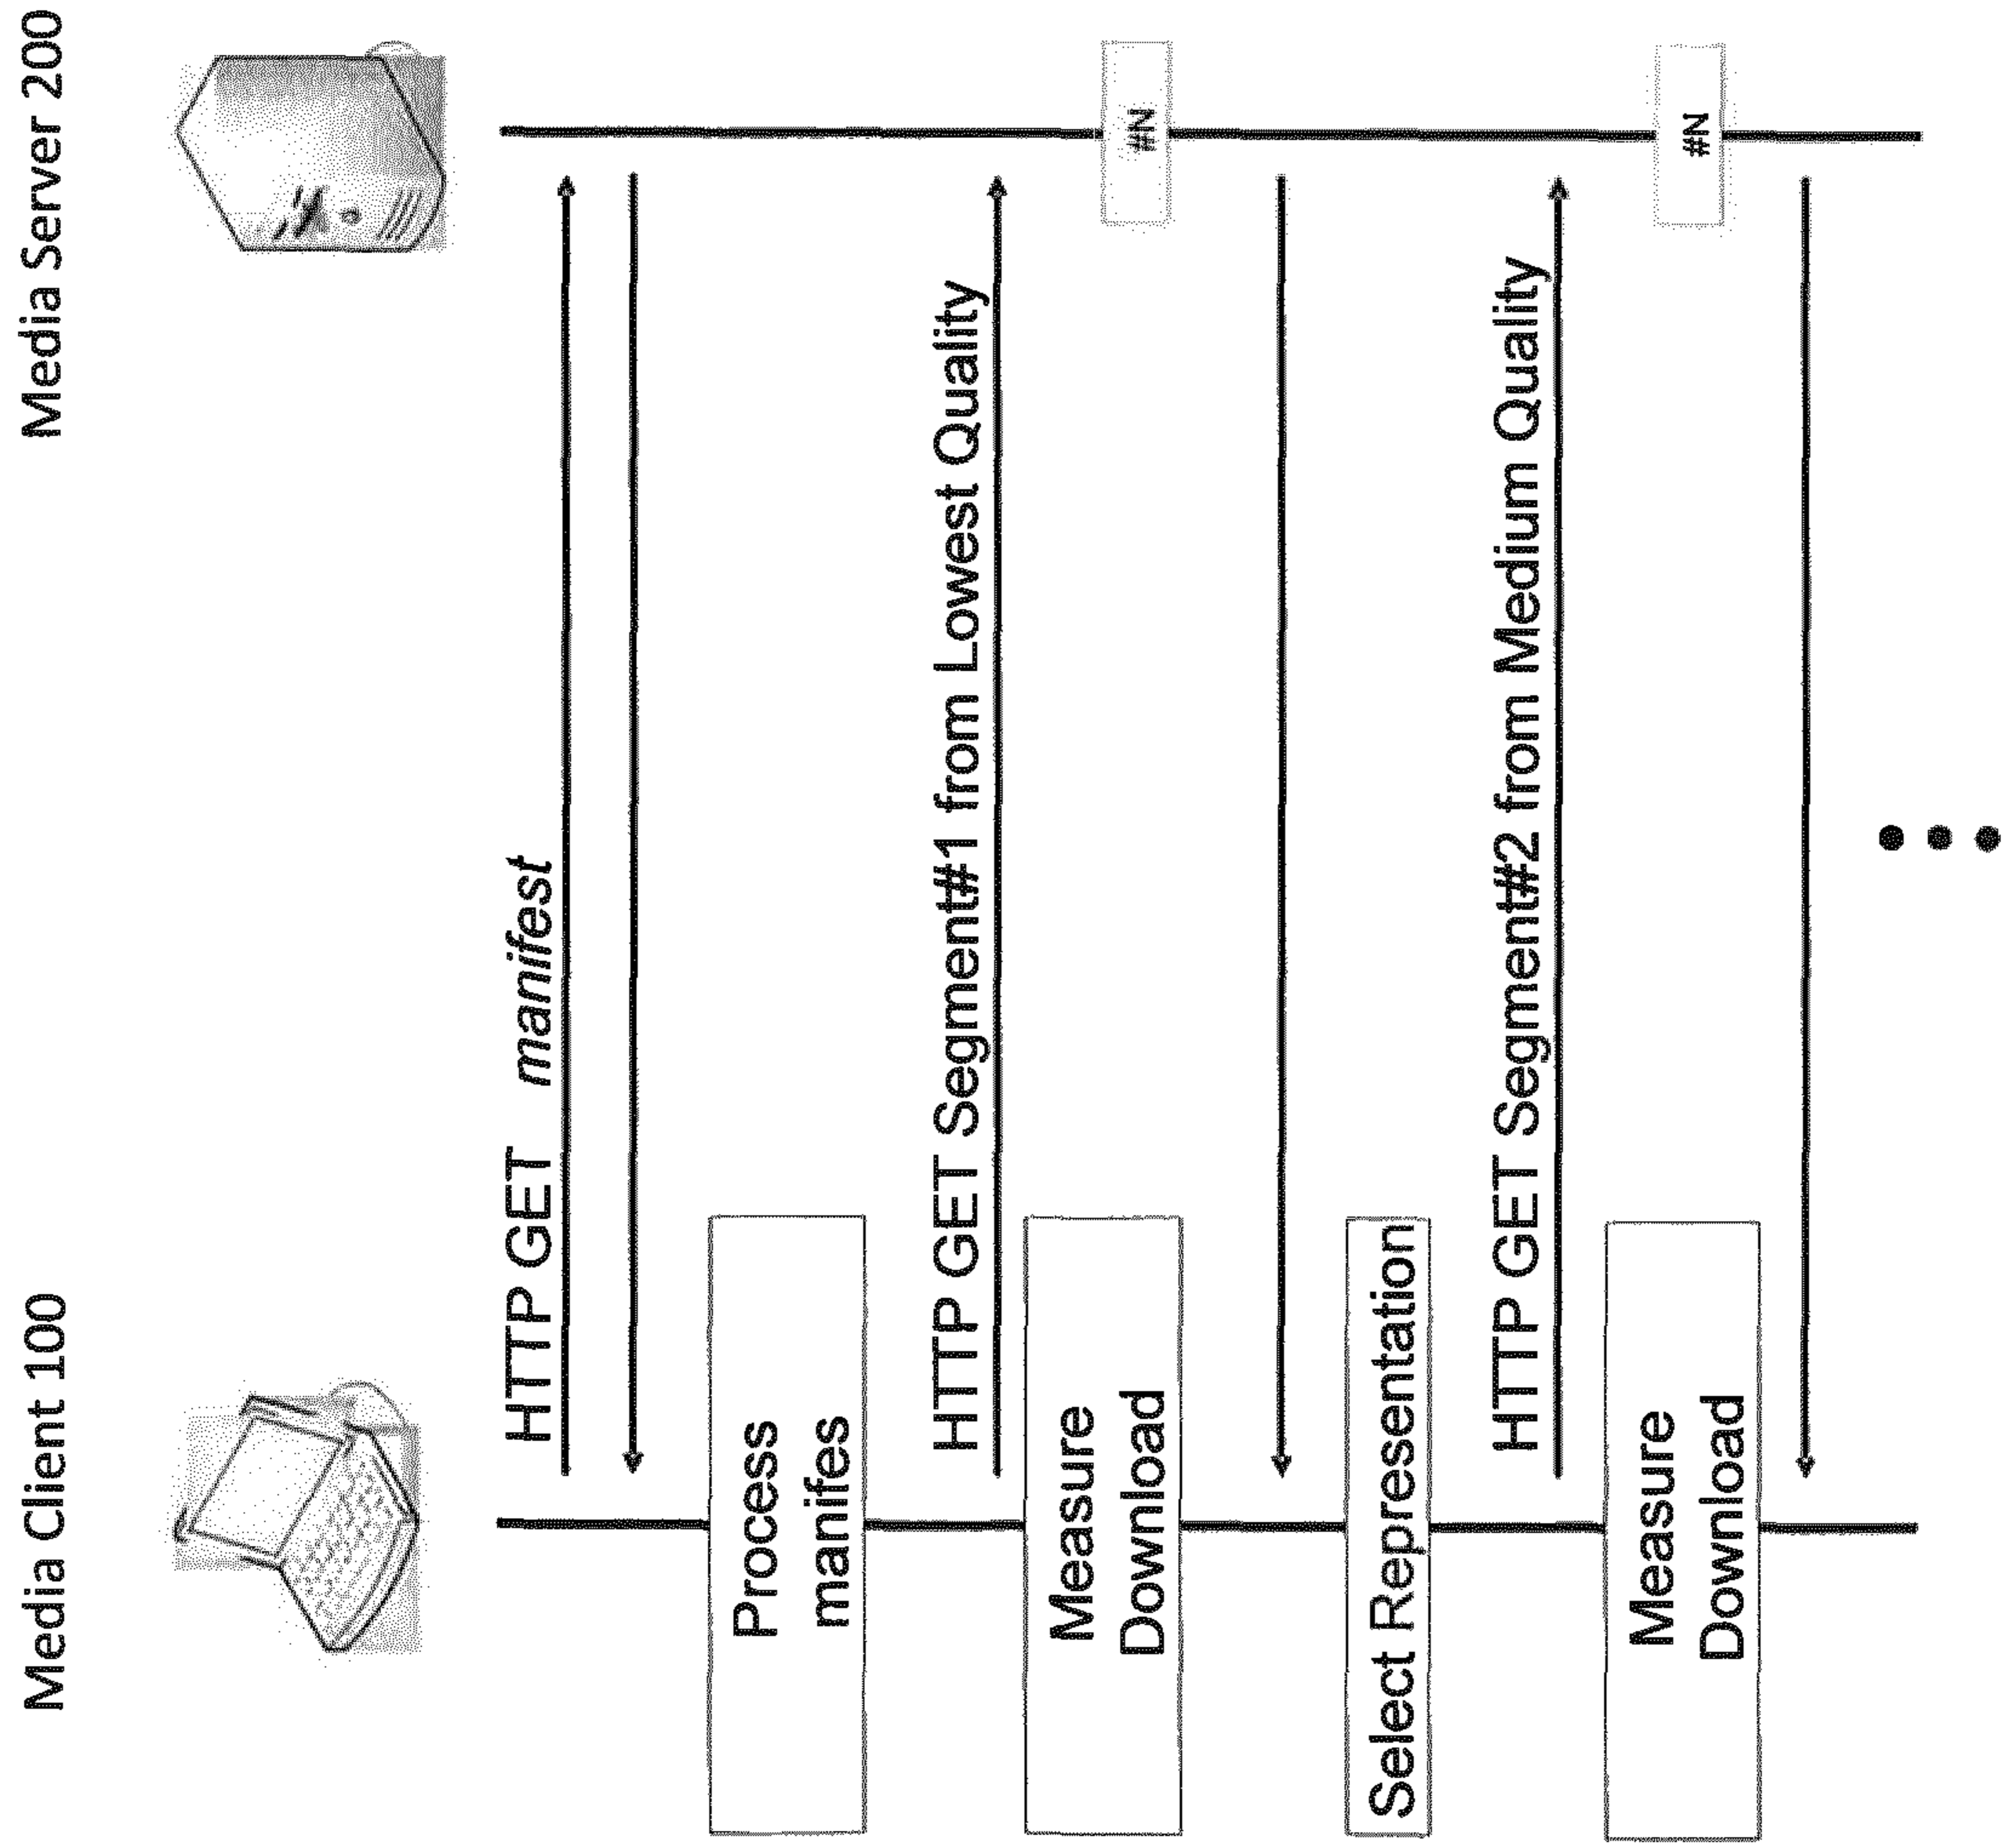 Media Client 100
Media Server 200
HTTP GET manifest
Process
manifes
HTTP GET Segment#1 from Lowest Quality
Measure
Download
#N
Select Representation
HTTP GET Segment#2 from Medium Quality
Measure
Download
#N